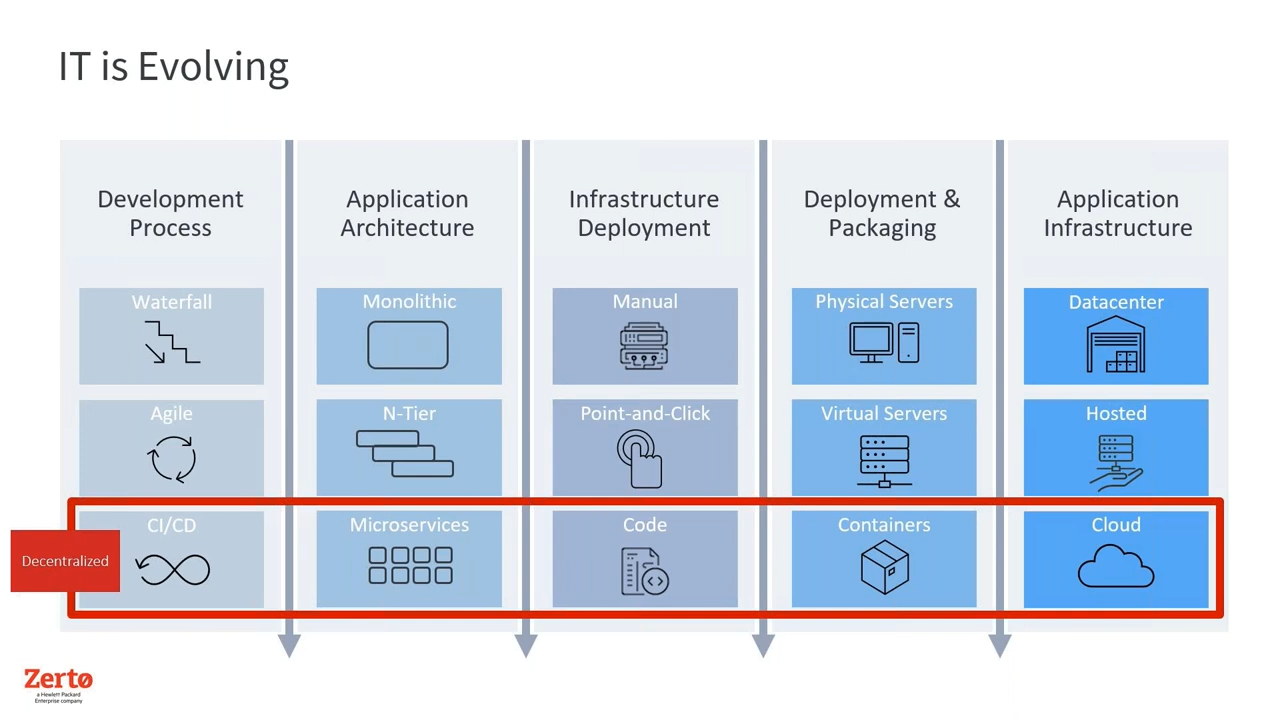 IT is Evolving
Development
Process
Application
Architecture
Infrastructure
Deployment
Deployment &
Packaging
Application
Infrastructure
Waterfall
Monolithic
Manual
Physical Servers
Datacenter
Agile
N-Tier
Point-and-Click
Virtual Servers
Hosted
CI/CD
Microservices
Code
Containers
Cloud
Decentralized
Zerto
a Hewlett Packard
Enterprise company